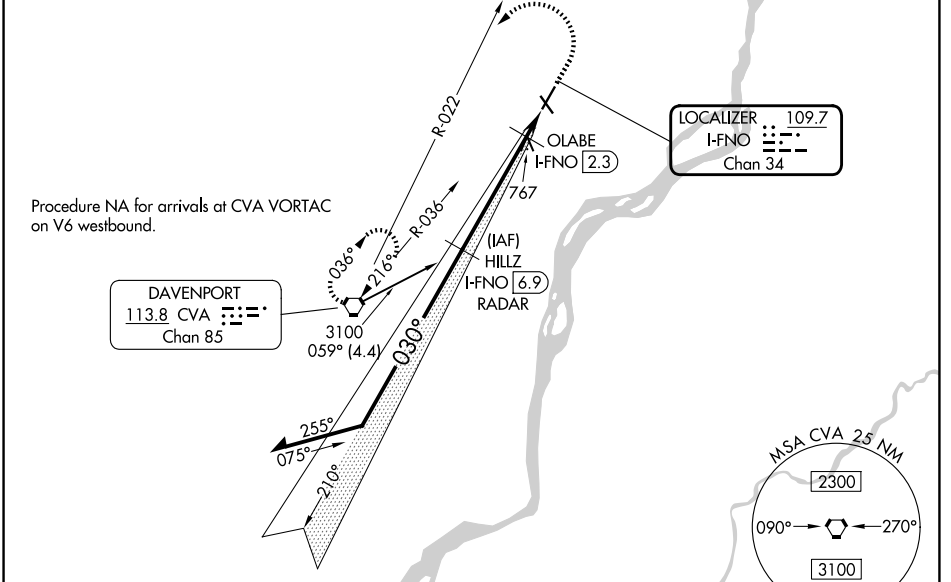 R-022
LOCALIZER 109.7
I-FNO
Chan 34
OLABE
I-FNO 2.3
767
Procedure NA for arrivals at CVA VORTAC
on V6 westbound.
R-036
(IAF)
HILLZ
I-FNO 6.9
RADAR
036°
216°
DAVENPORT
113.8 CVA
Chan 85
3100
059° (4.4)
030°
255°
075°
210°
MSA CVA 25 NM
2300
090° 270°
3100